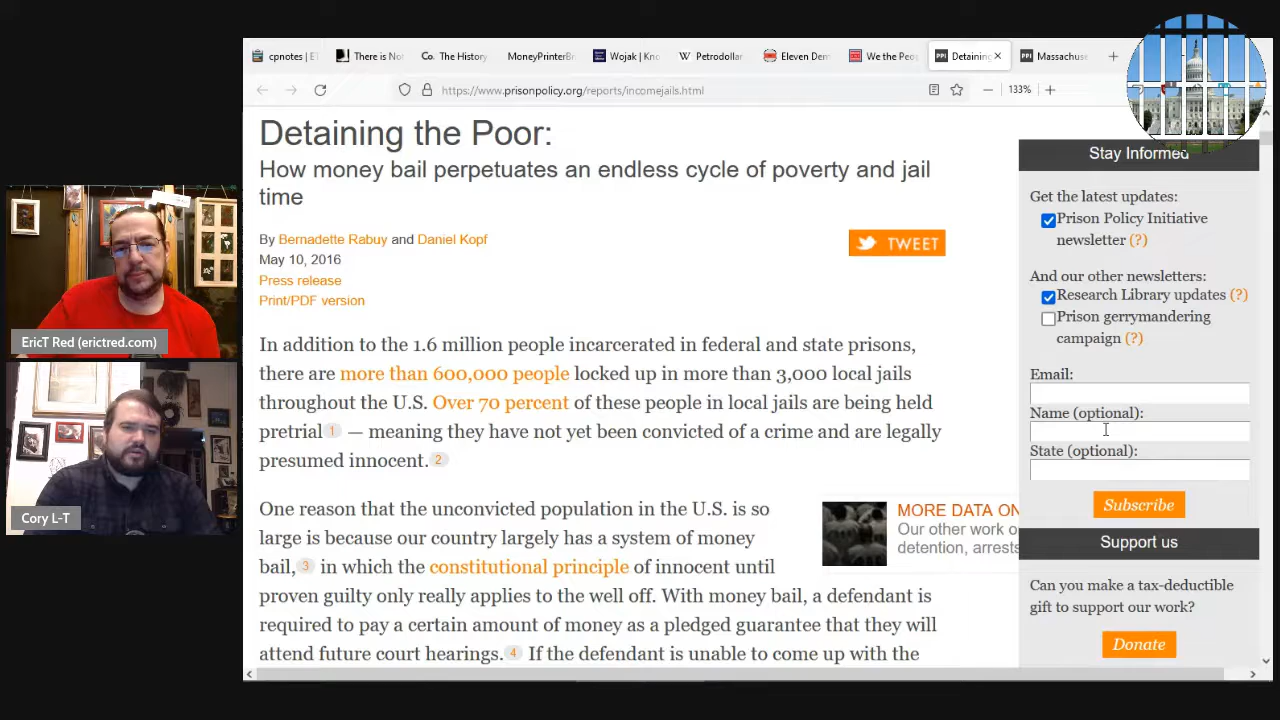 cpnotes | E
There is No
Co. The History
MoneyPrinterBr
Wojak | Kno
W Petrodollar
Eleven Dem
We the Peo
PPI Detaining
PPI Massachuse
https://www.prisonpolicy.org/reports/incomejails.html
133%
Detaining the Poor:
How money bail perpetuates an endless cycle of poverty and jail
time
By Bernadette Rabuy and Daniel Kopf
May 10, 2016
Press release
Print/PDF version
TWEET
In addition to the 1.6 million people incarcerated in federal and state prisons,
there are more than 600,000 people locked up in more than 3,000 local jails
throughout the U.S. Over 70 percent of these people in local jails are being held
pretrial 1 — meaning they have not yet been convicted of a crime and are legally
presumed innocent. 2
One reason that the unconvicted population in the U.S. is so
large is because our country largely has a system of money
bail, 3 in which the constitutional principle of innocent until
proven guilty only really applies to the well off. With money bail, a defendant is
required to pay a certain amount of money as a pledged guarantee that they will
attend future court hearings. 4 If the defendant is unable to come up with the
MORE DATA ON
Our other work o
detention, arrests
Stay Informed
Get the latest updates:
Prison Policy Initiative
newsletter (?)
And our other newsletters:
Research Library updates (?)
Prison gerrymandering
campaign (?)
Email:
Name (optional):
State (optional):
Subscribe
Support us
Can you make a tax-deductible
gift to support our work?
Donate
EricT Red (erictred.com)
Cory L-T